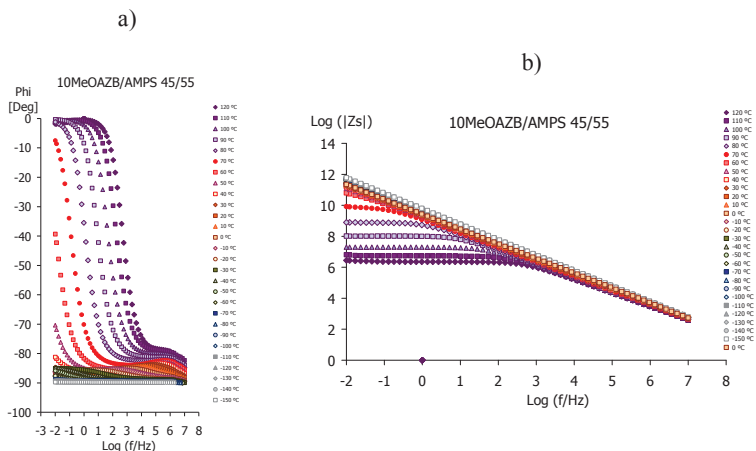 a)
10MeOAZB/AMPS 45/55
Phi
[Deg]
0
-10
-20
-30
-40
-50
-60
-70
-80
-90
-100
-3 -2 -1 0 1 2 3 4 5 6 7 8
Log (f/Hz)
120 ºC
110 ºC
100 ºC
90 ºC
80 ºC
70 ºC
60 ºC
50 ºC
40 ºC
30 ºC
20 ºC
10 ºC
0 ºC
-10 ºC
-20 ºC
-30 ºC
-40 ºC
-50 ºC
-60 ºC
-70 ºC
-80 ºC
-90 ºC
-100 ºC
-110 ºC
-120 ºC
-130 ºC
-140 ºC
-150 ºC
b)
Log (|Zs|)
10MeOAZB/AMPS 45/55
14
12
10
8
6
4
2
0
-2 -1 0 1 2 3 4 5 6 7 8
Log (f/Hz)
120 ºC
110 ºC
100 ºC
90 ºC
80 ºC
70 ºC
60 ºC
50 ºC
40 ºC
30 ºC
20 ºC
10 ºC
0 ºC
-10 ºC
-20 ºC
-30 ºC
-40 ºC
-50 ºC
-60 ºC
-70 ºC
-80 ºC
-90 ºC
-100 ºC
-110 ºC
-120 ºC
-130 ºC
-140 ºC
-150 ºC
0 ºC